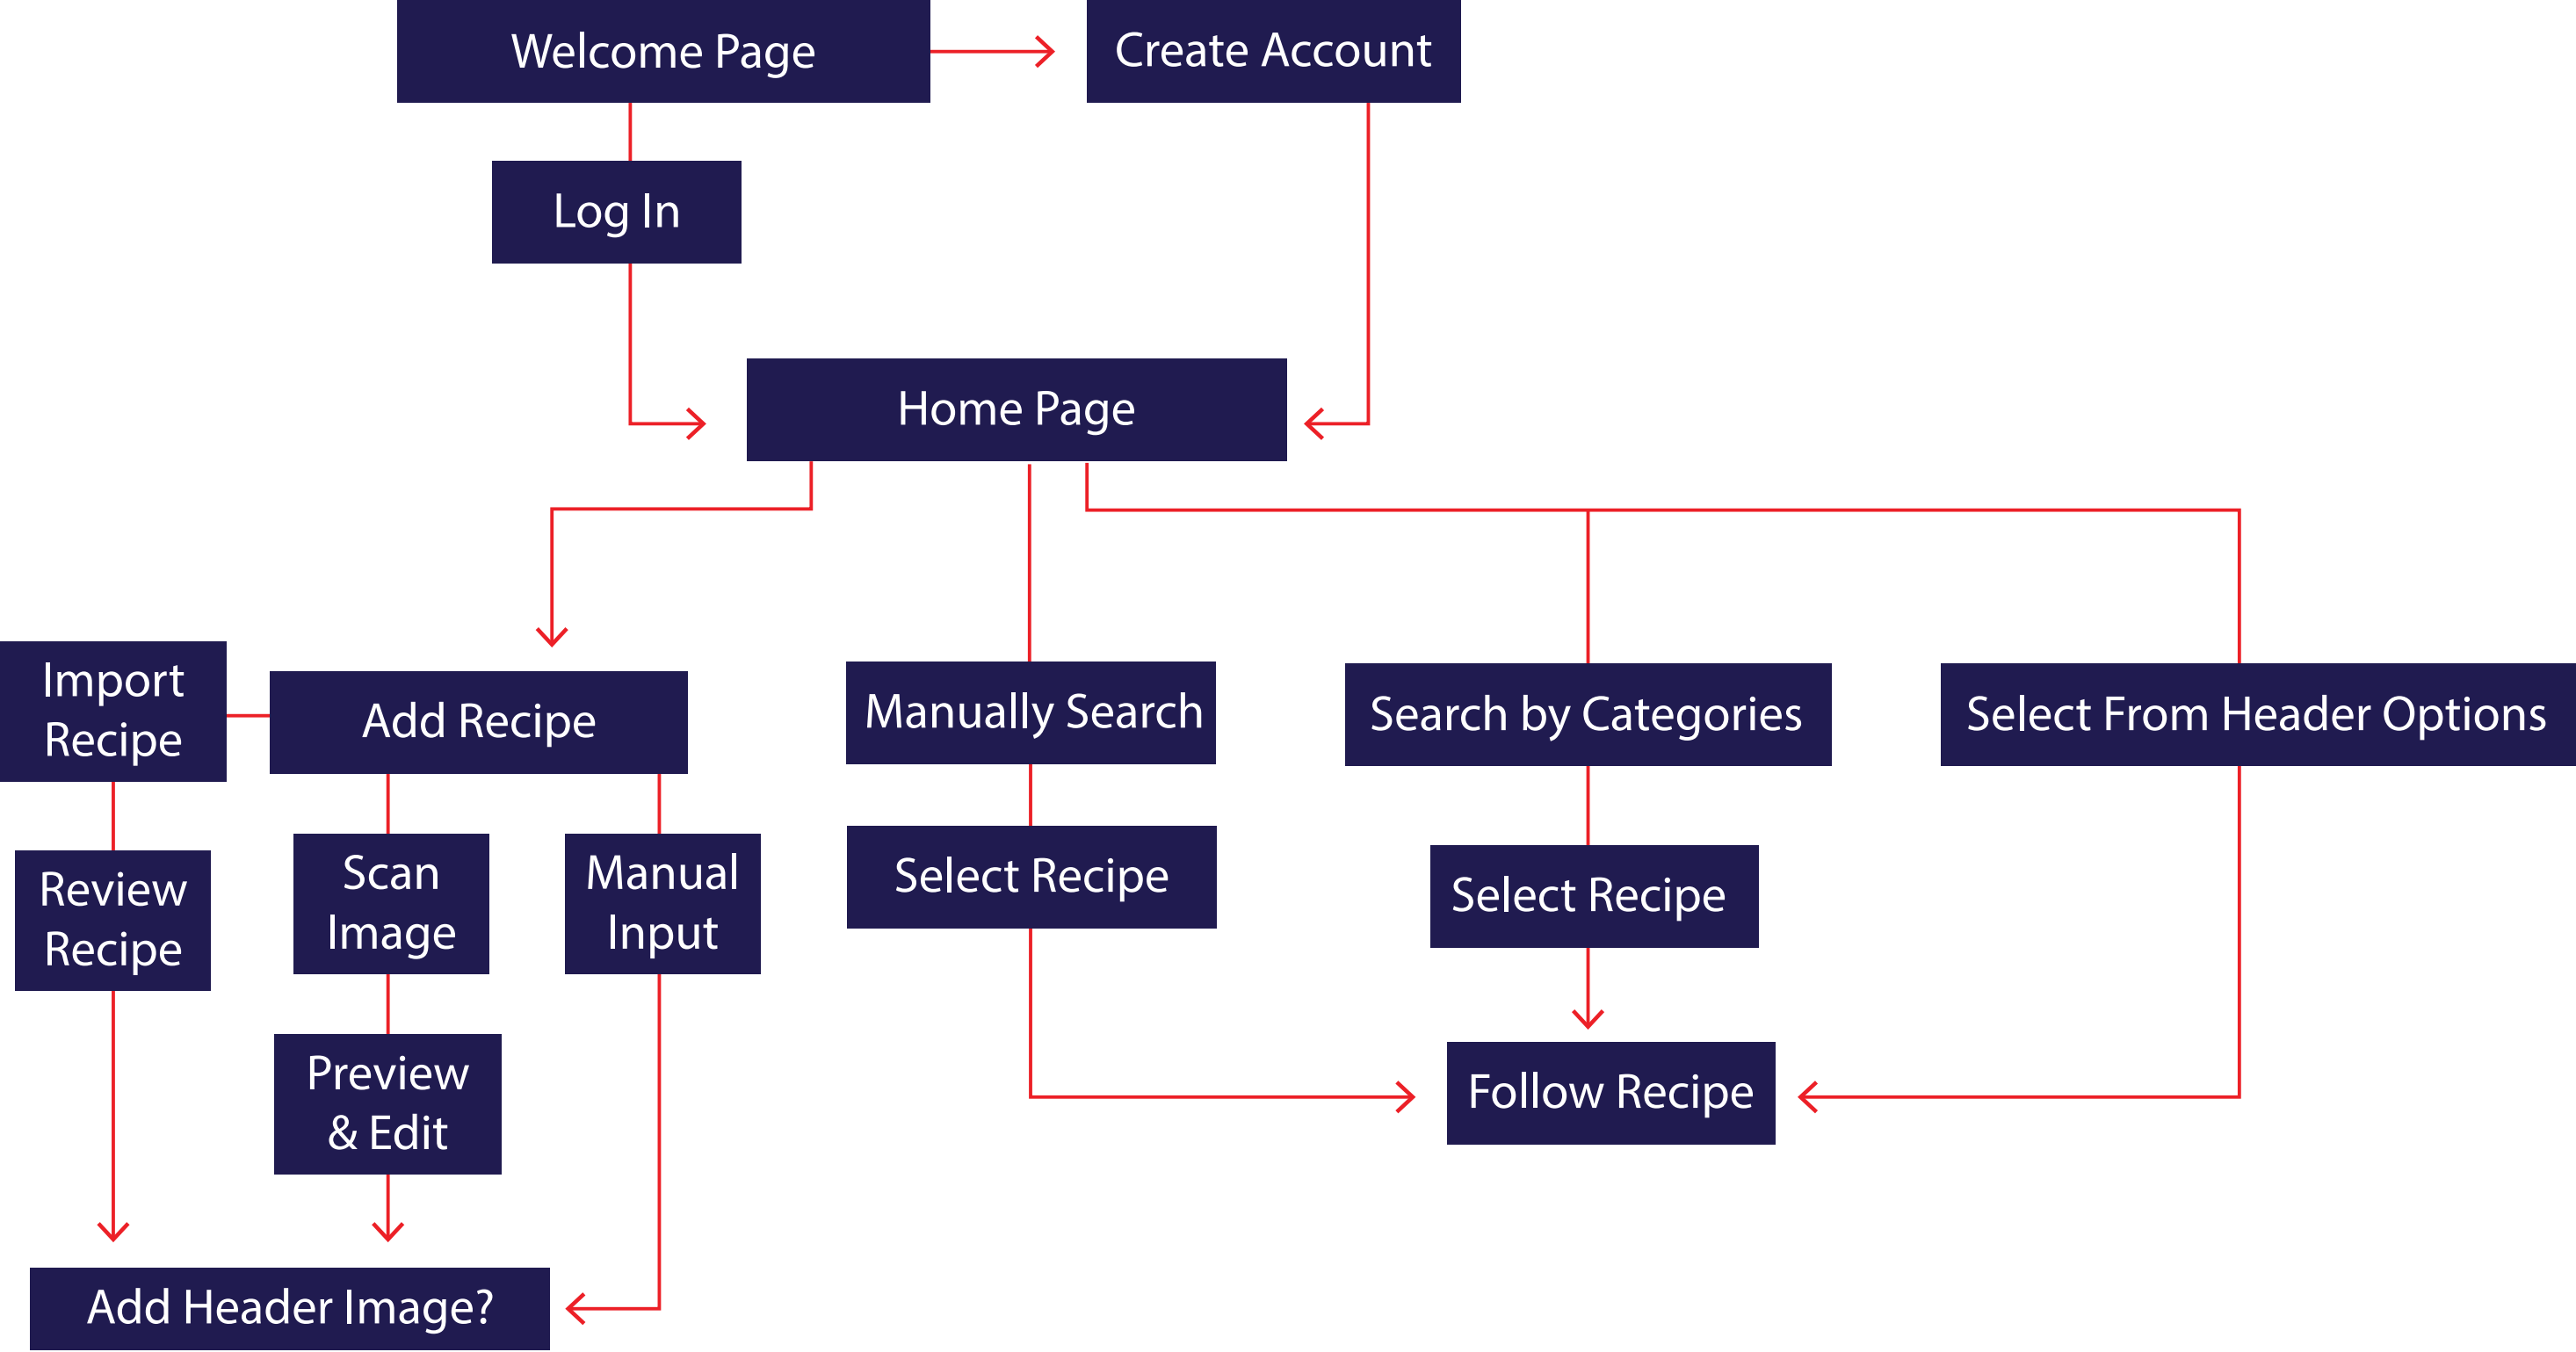 Welcome Page
Create Account
Log In
Home Page
Import
Recipe
Add Recipe
Manually Search
Search by Categories
Select From Header Options
Review
Recipe
Scan
Image
Manual
Input
Select Recipe
Select Recipe
Preview
& Edit
Follow Recipe
Add Header Image?